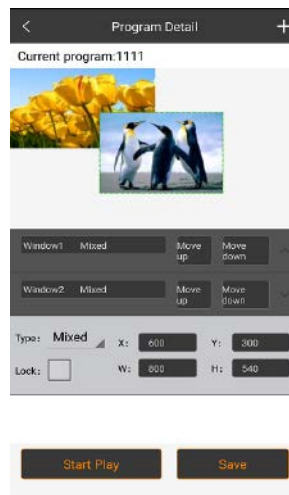 Program Detail
Current program:1111
Window1 Mixed Move up Move down
Window2 Mixed Move up Move down
Type: Mixed X: 600 Y: 300
Lock: W: 800 H: 540
Start Play Save